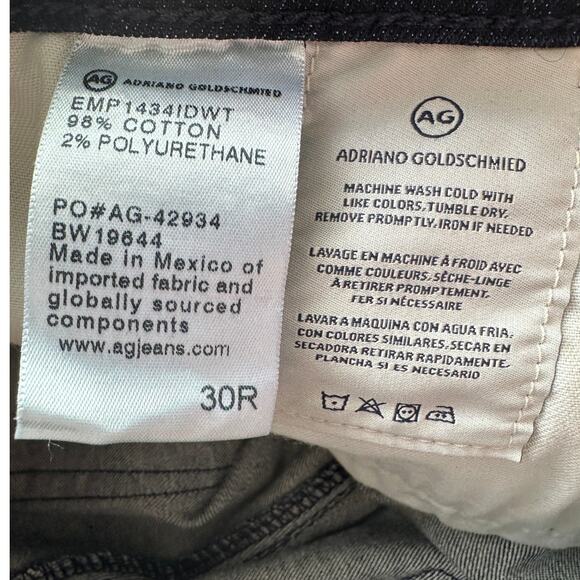 AG ADRIANO GOLDSCHMIED
EMP1434IDWT
98% COTTON
2% POLYURETHANE
PO#AG-42934
BW19644
Made in Mexico of
imported fabric and
globally sourced
components
www.agjeans.com
30R
AG
ADRIANO GOLDSCHMIED
MACHINE WASH COLD WITH
LIKE COLORS, TUMBLE DRY,
REMOVE PROMPTLY, IRON IF NEEDED
LAVAGE EN MACHINE À FROID AVEC
COMME COULEURS, SÈCHE-LINGE
À RETIRER PROMPTEMENT,
FER SI NÉCESSAIRE
LAVAR A MAQUINA CON AGUA FRIA,
CON COLORES SIMILARES, SECAR EN
SECADORA RETIRAR RAPIDAMENTE,
PLANCHA SI ES NECESARIO